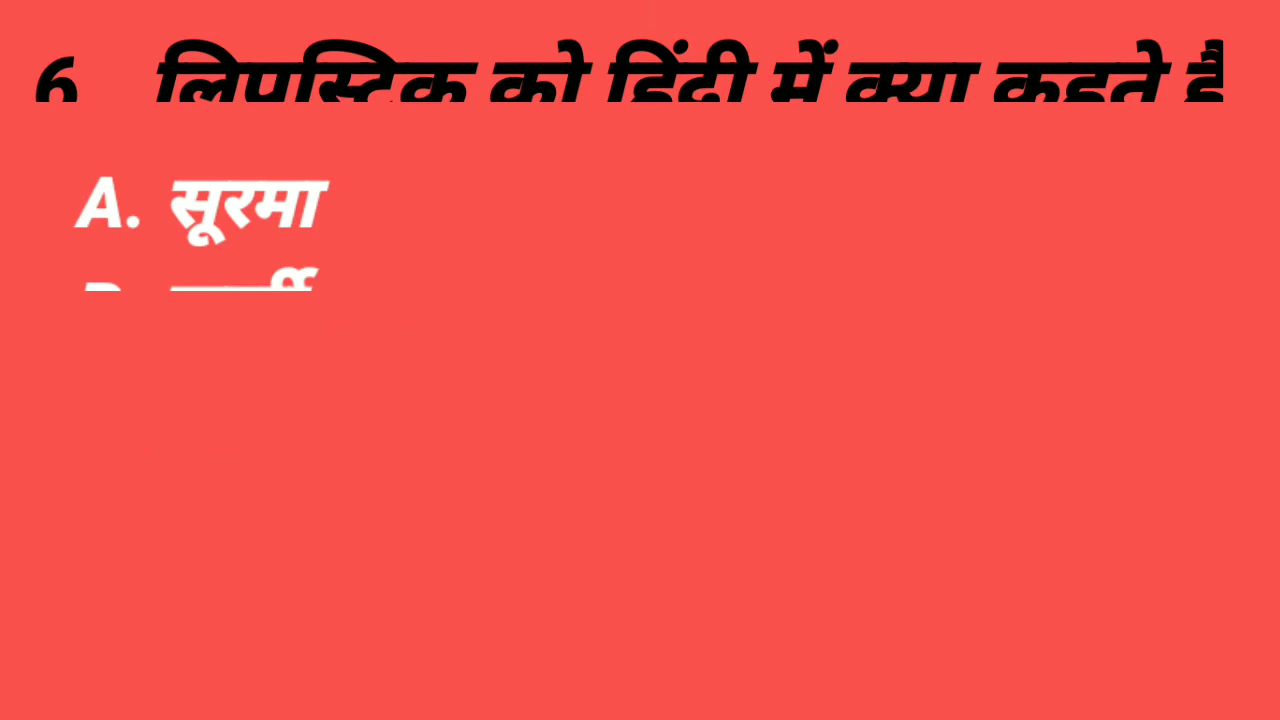 6 लिपस्टिक को हिंदी में क्या कहते है
A. सूरमा